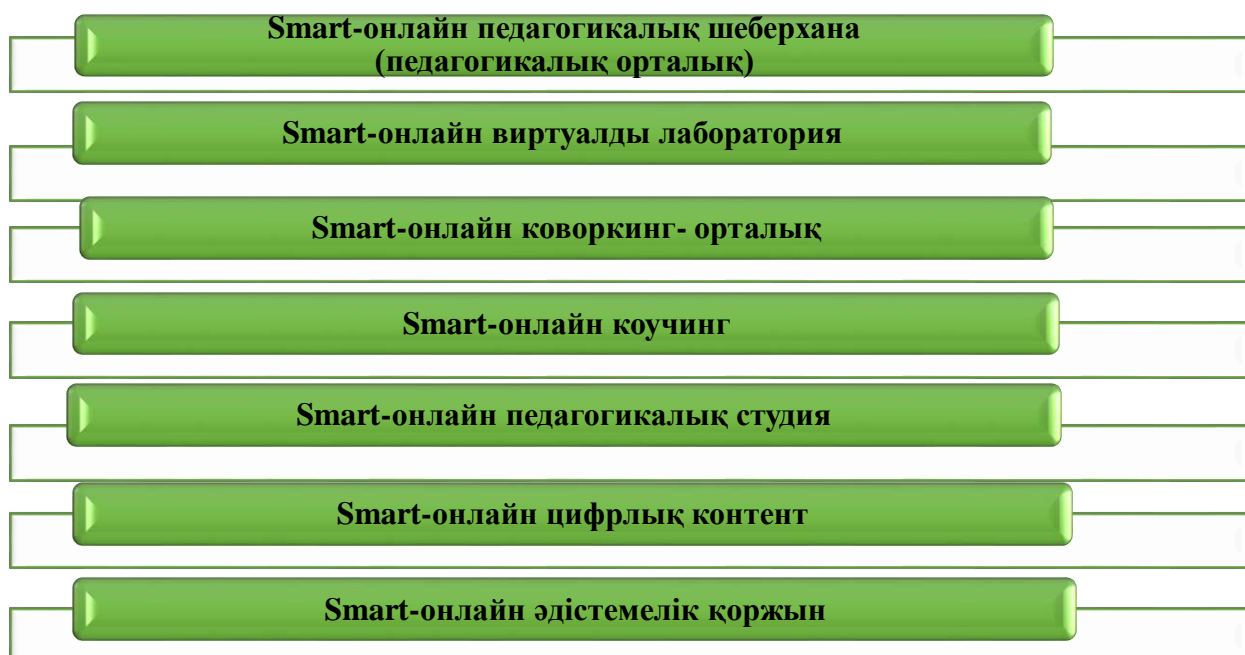 Smart-онлайн педагогикалық шеберхана
(педагогикалық орталық)
Smart-онлайн виртуалды лаборатория
Smart-онлайн коворкинг- орталық
Smart-онлайн коучинг
Smart-онлайн педагогикалық студия
Smart-онлайн цифрлық контент
Smart-онлайн әдістемелік қоржын